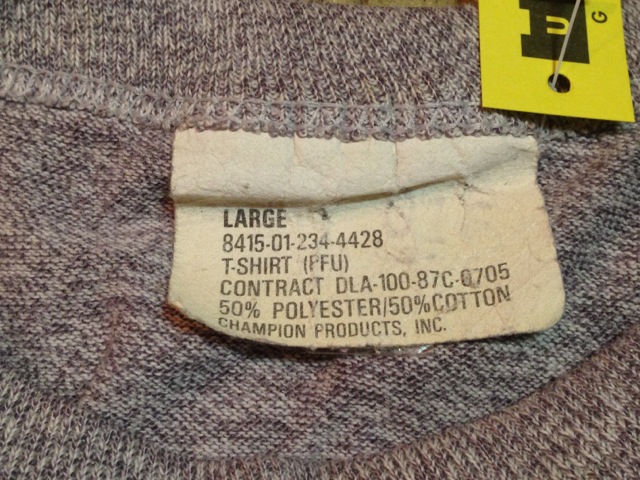 U
G
LARGE
8415-01-234-4428
T-SHIRT (PFU)
CONTRACT DLA-100-87C-0705
50% POLYESTER/50%COTTON
CHAMPION PRODUCTS, INC.